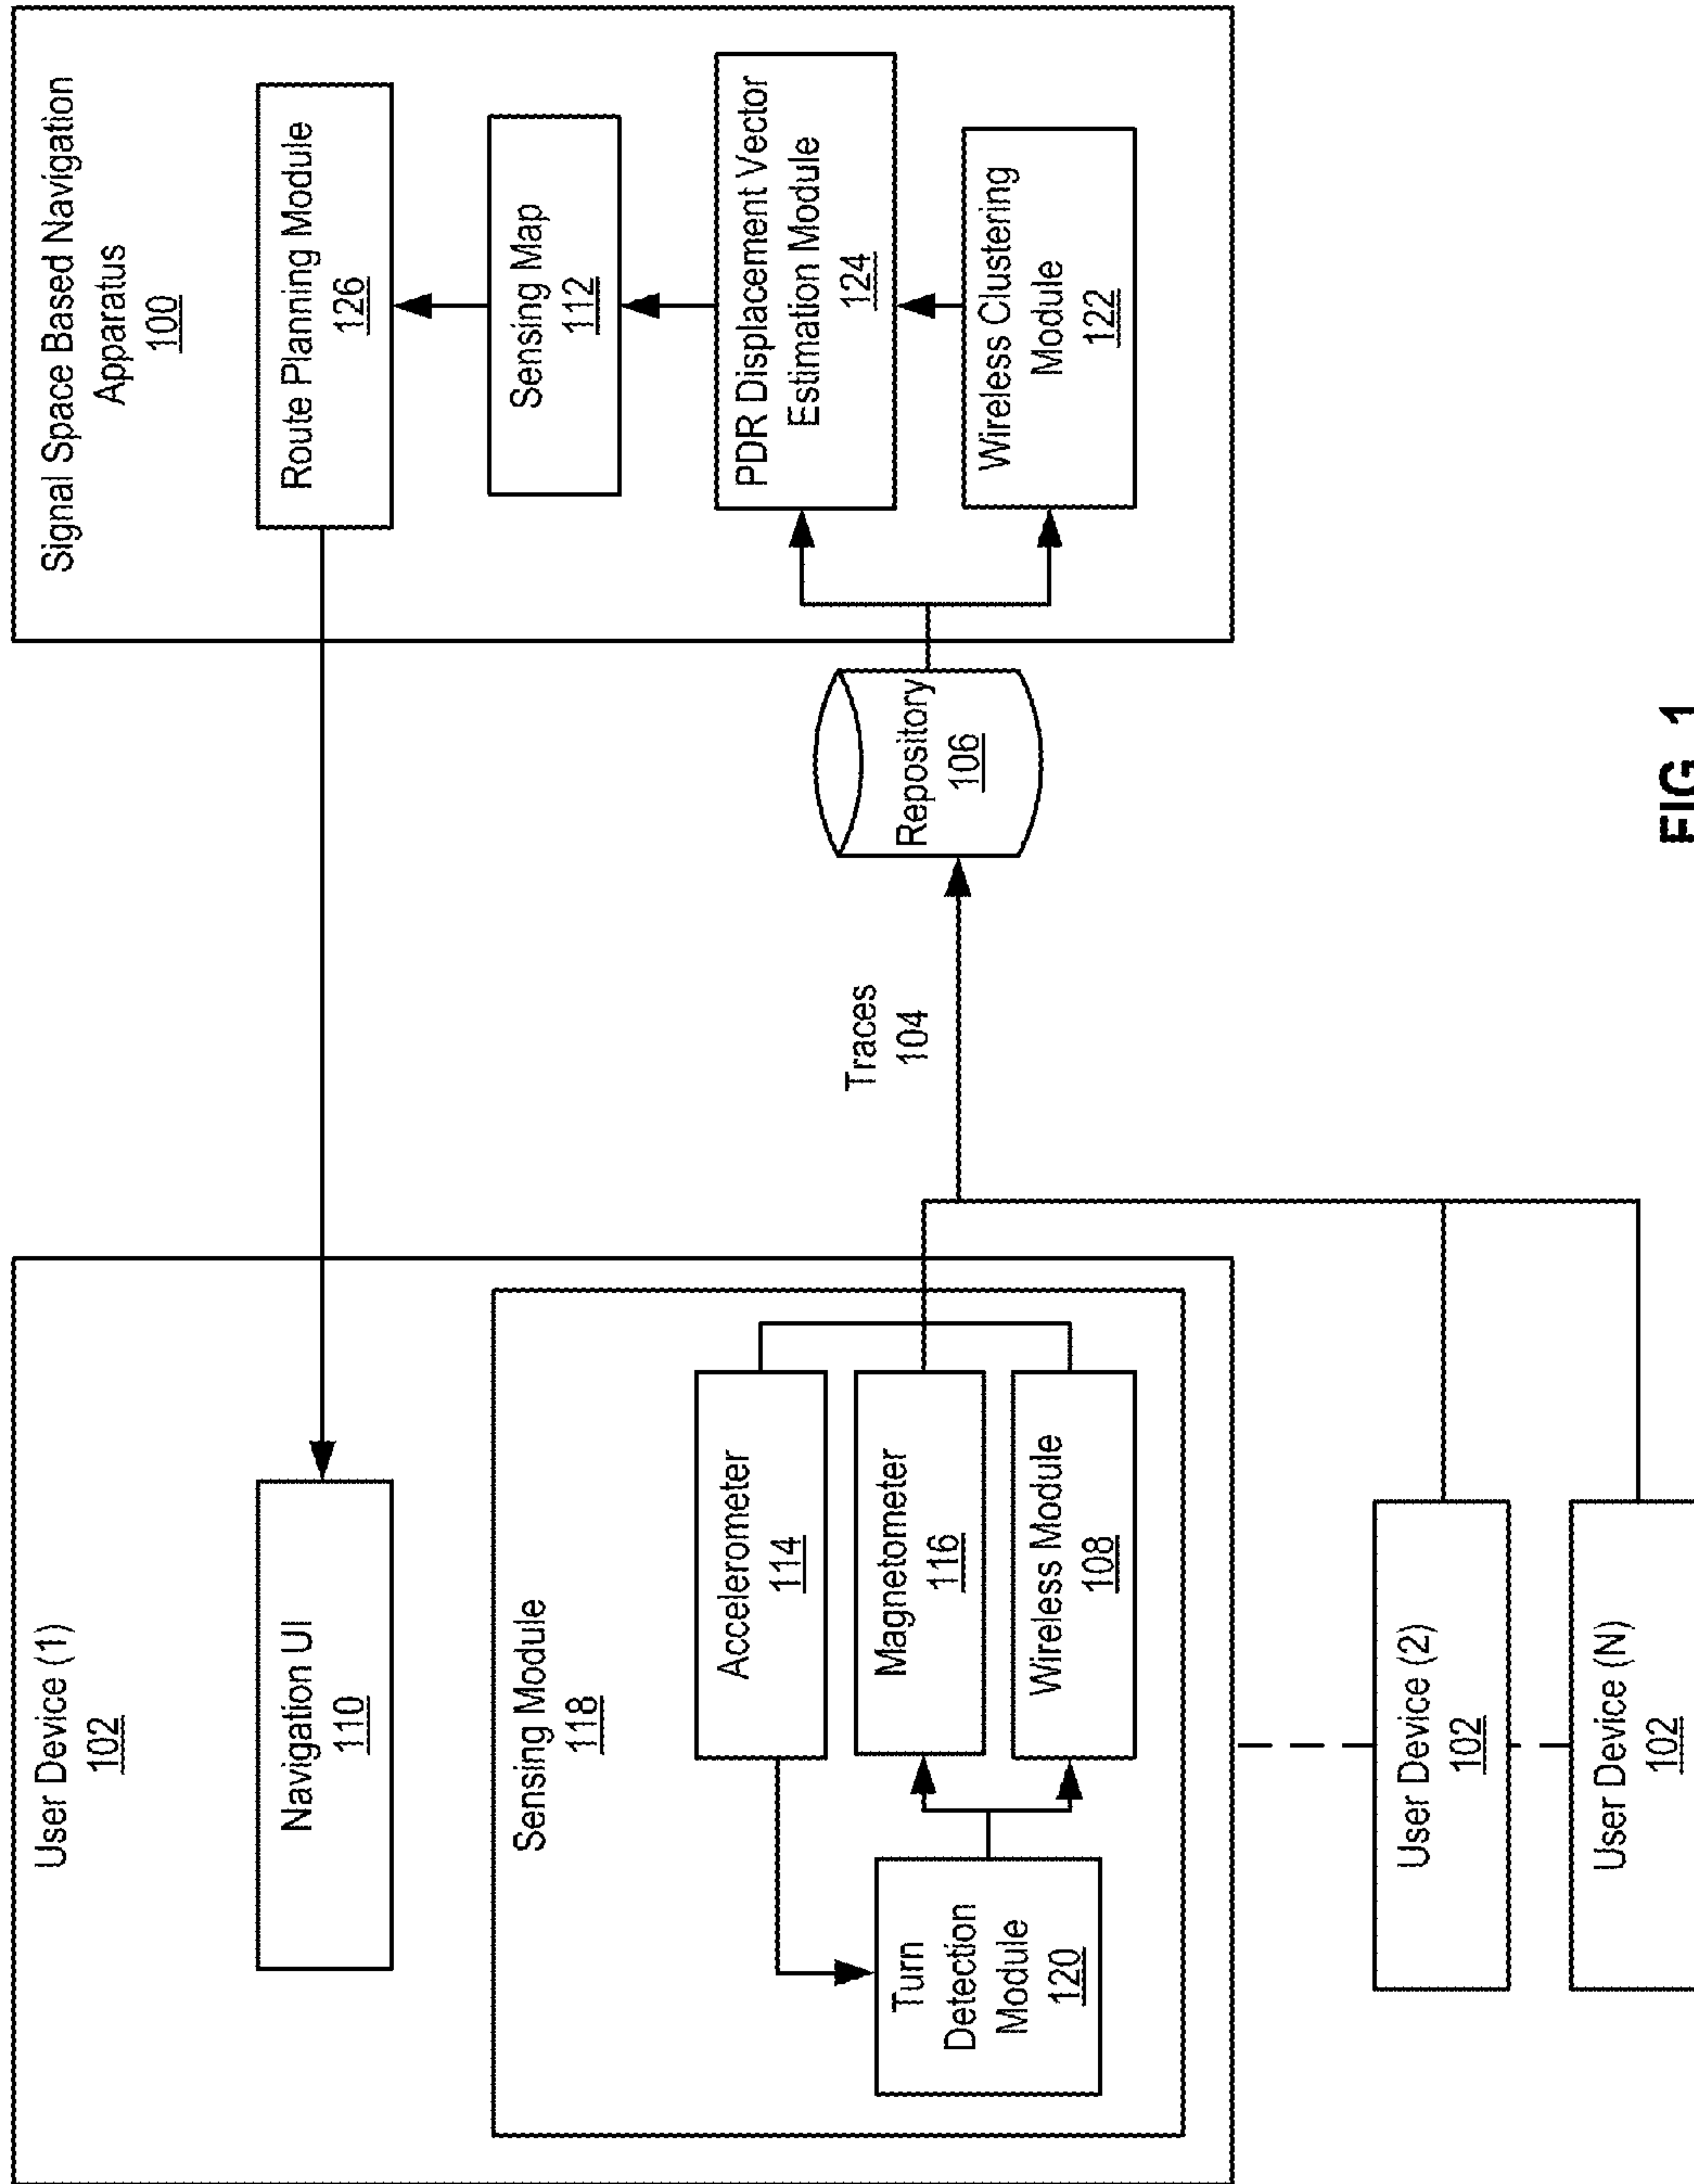 User Device (1)
102
Navigation UI
110
Sensing Module
118
Accelerometer
114
Magnetometer
116
Wireless Module
108
Turn
Detection
Module
120
User Device (2)
102
User Device (N)
102
Traces
104
Repository
106
Signal Space Based Navigation
Apparatus
100
Route Planning Module
126
Sensing Map
112
PDR Displacement Vector
Estimation Module
124
Wireless Clustering
Module
122
FIG. 1